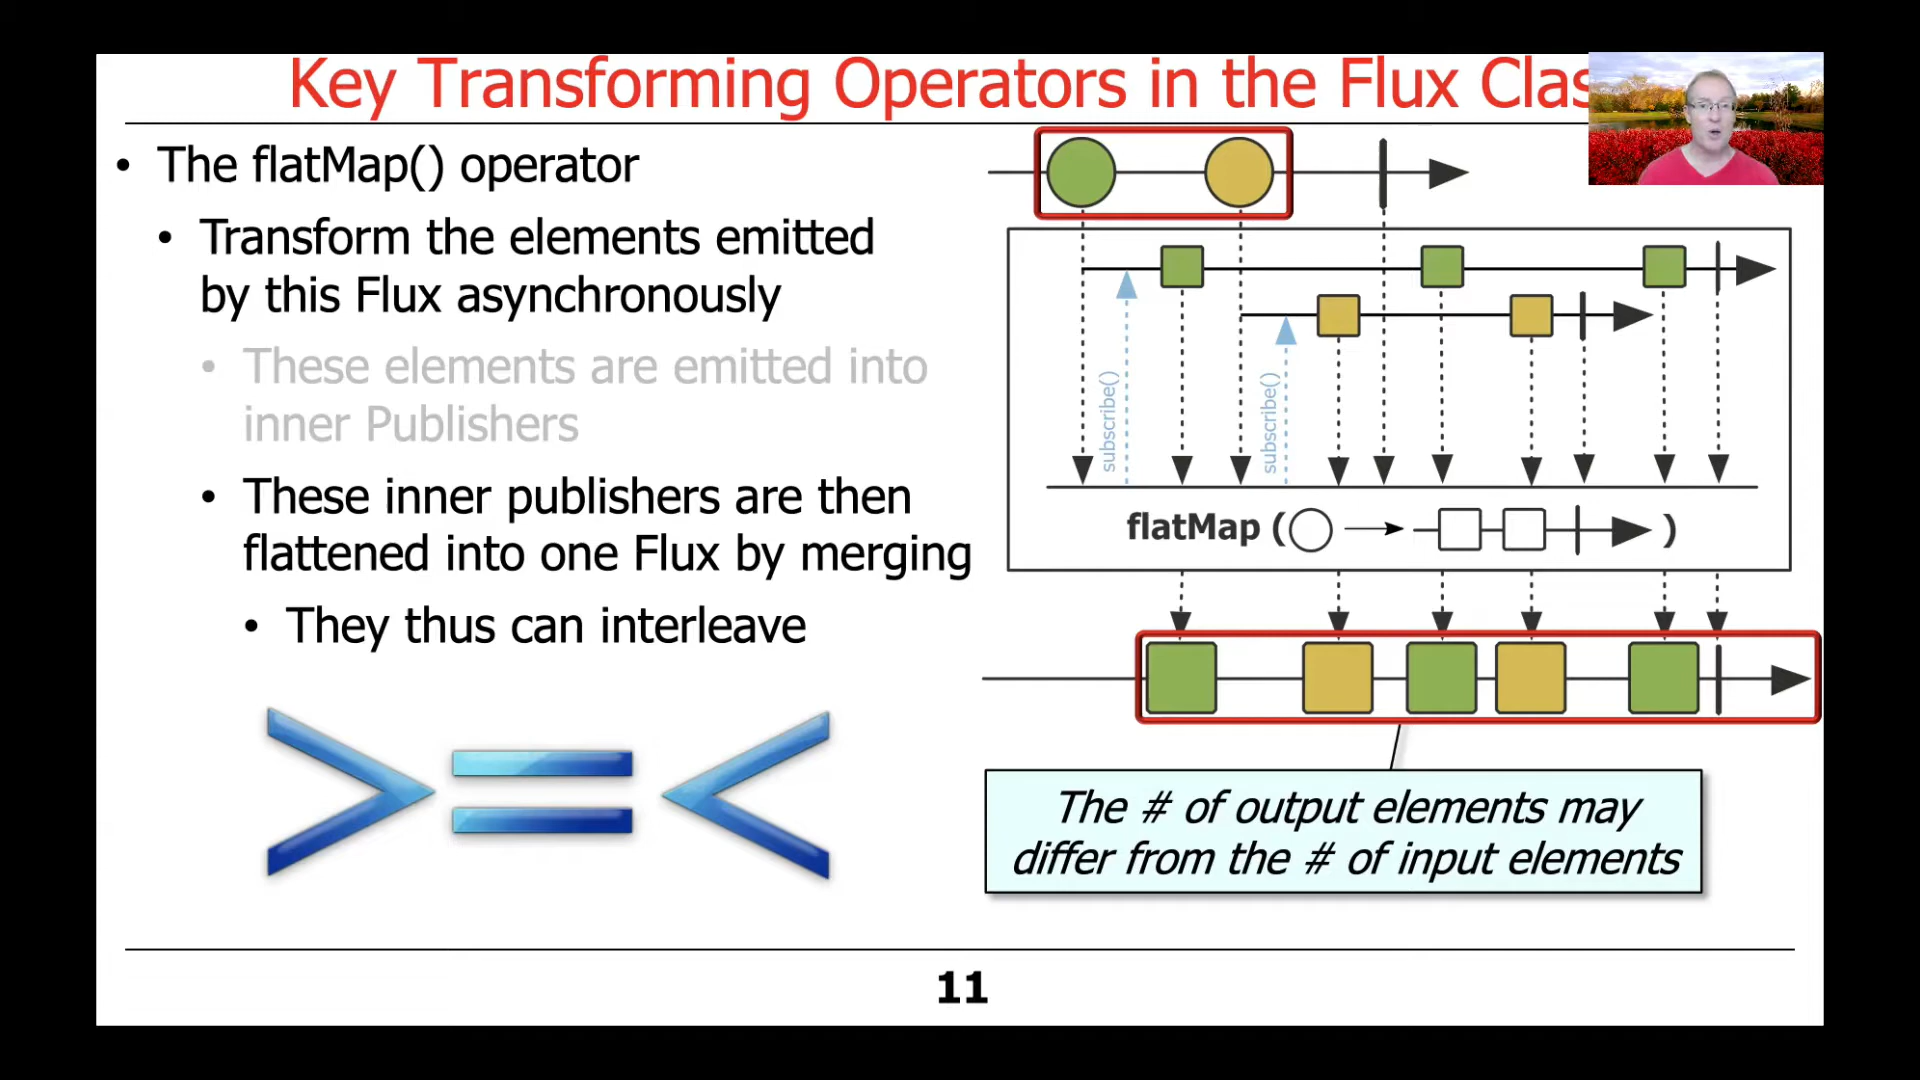 Key Transforming Operators in the Flux Clas
• The flatMap() operator
• Transform the elements emitted
by this Flux asynchronously
• These elements are emitted into
inner Publishers
• These inner publishers are then
flattened into one Flux by merging
• They thus can interleave
subscribe()
subscribe()
flatMap ( )
The # of output elements may
differ from the # of input elements
11